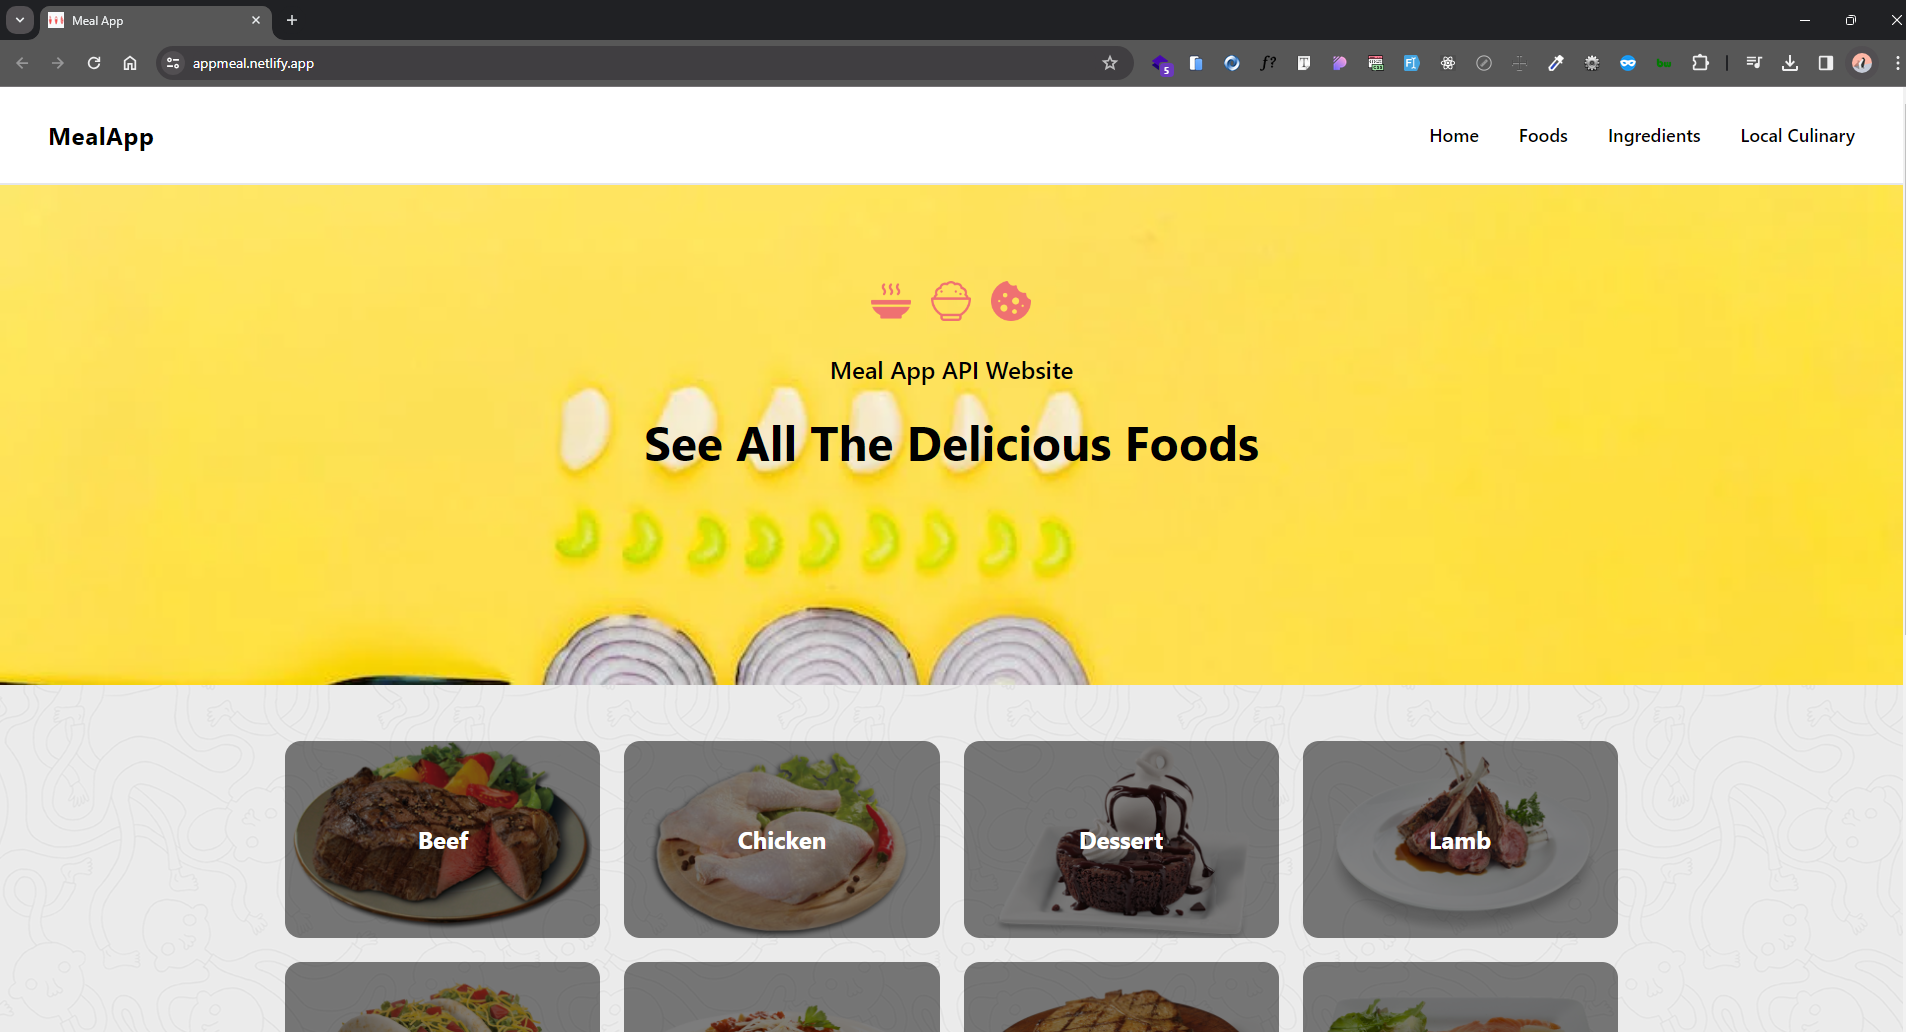 Meal App
appmeal.netlify.app
5
MealApp
Home Foods Ingredients Local Culinary
Meal App API Website
See All The Delicious Foods
Beef Chicken Dessert Lamb